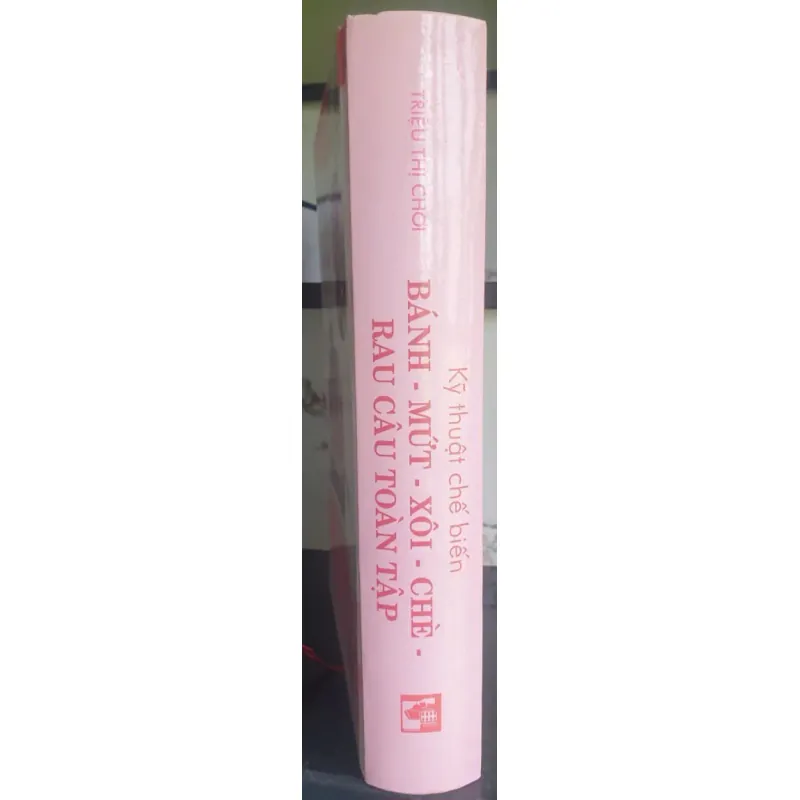 TRIỆU THỊ CHƠI
Kỹ thuật chế biến
BÁNH - MỨT - XÔI - CHÈ -
RAU CÂU TOÀN TẬP